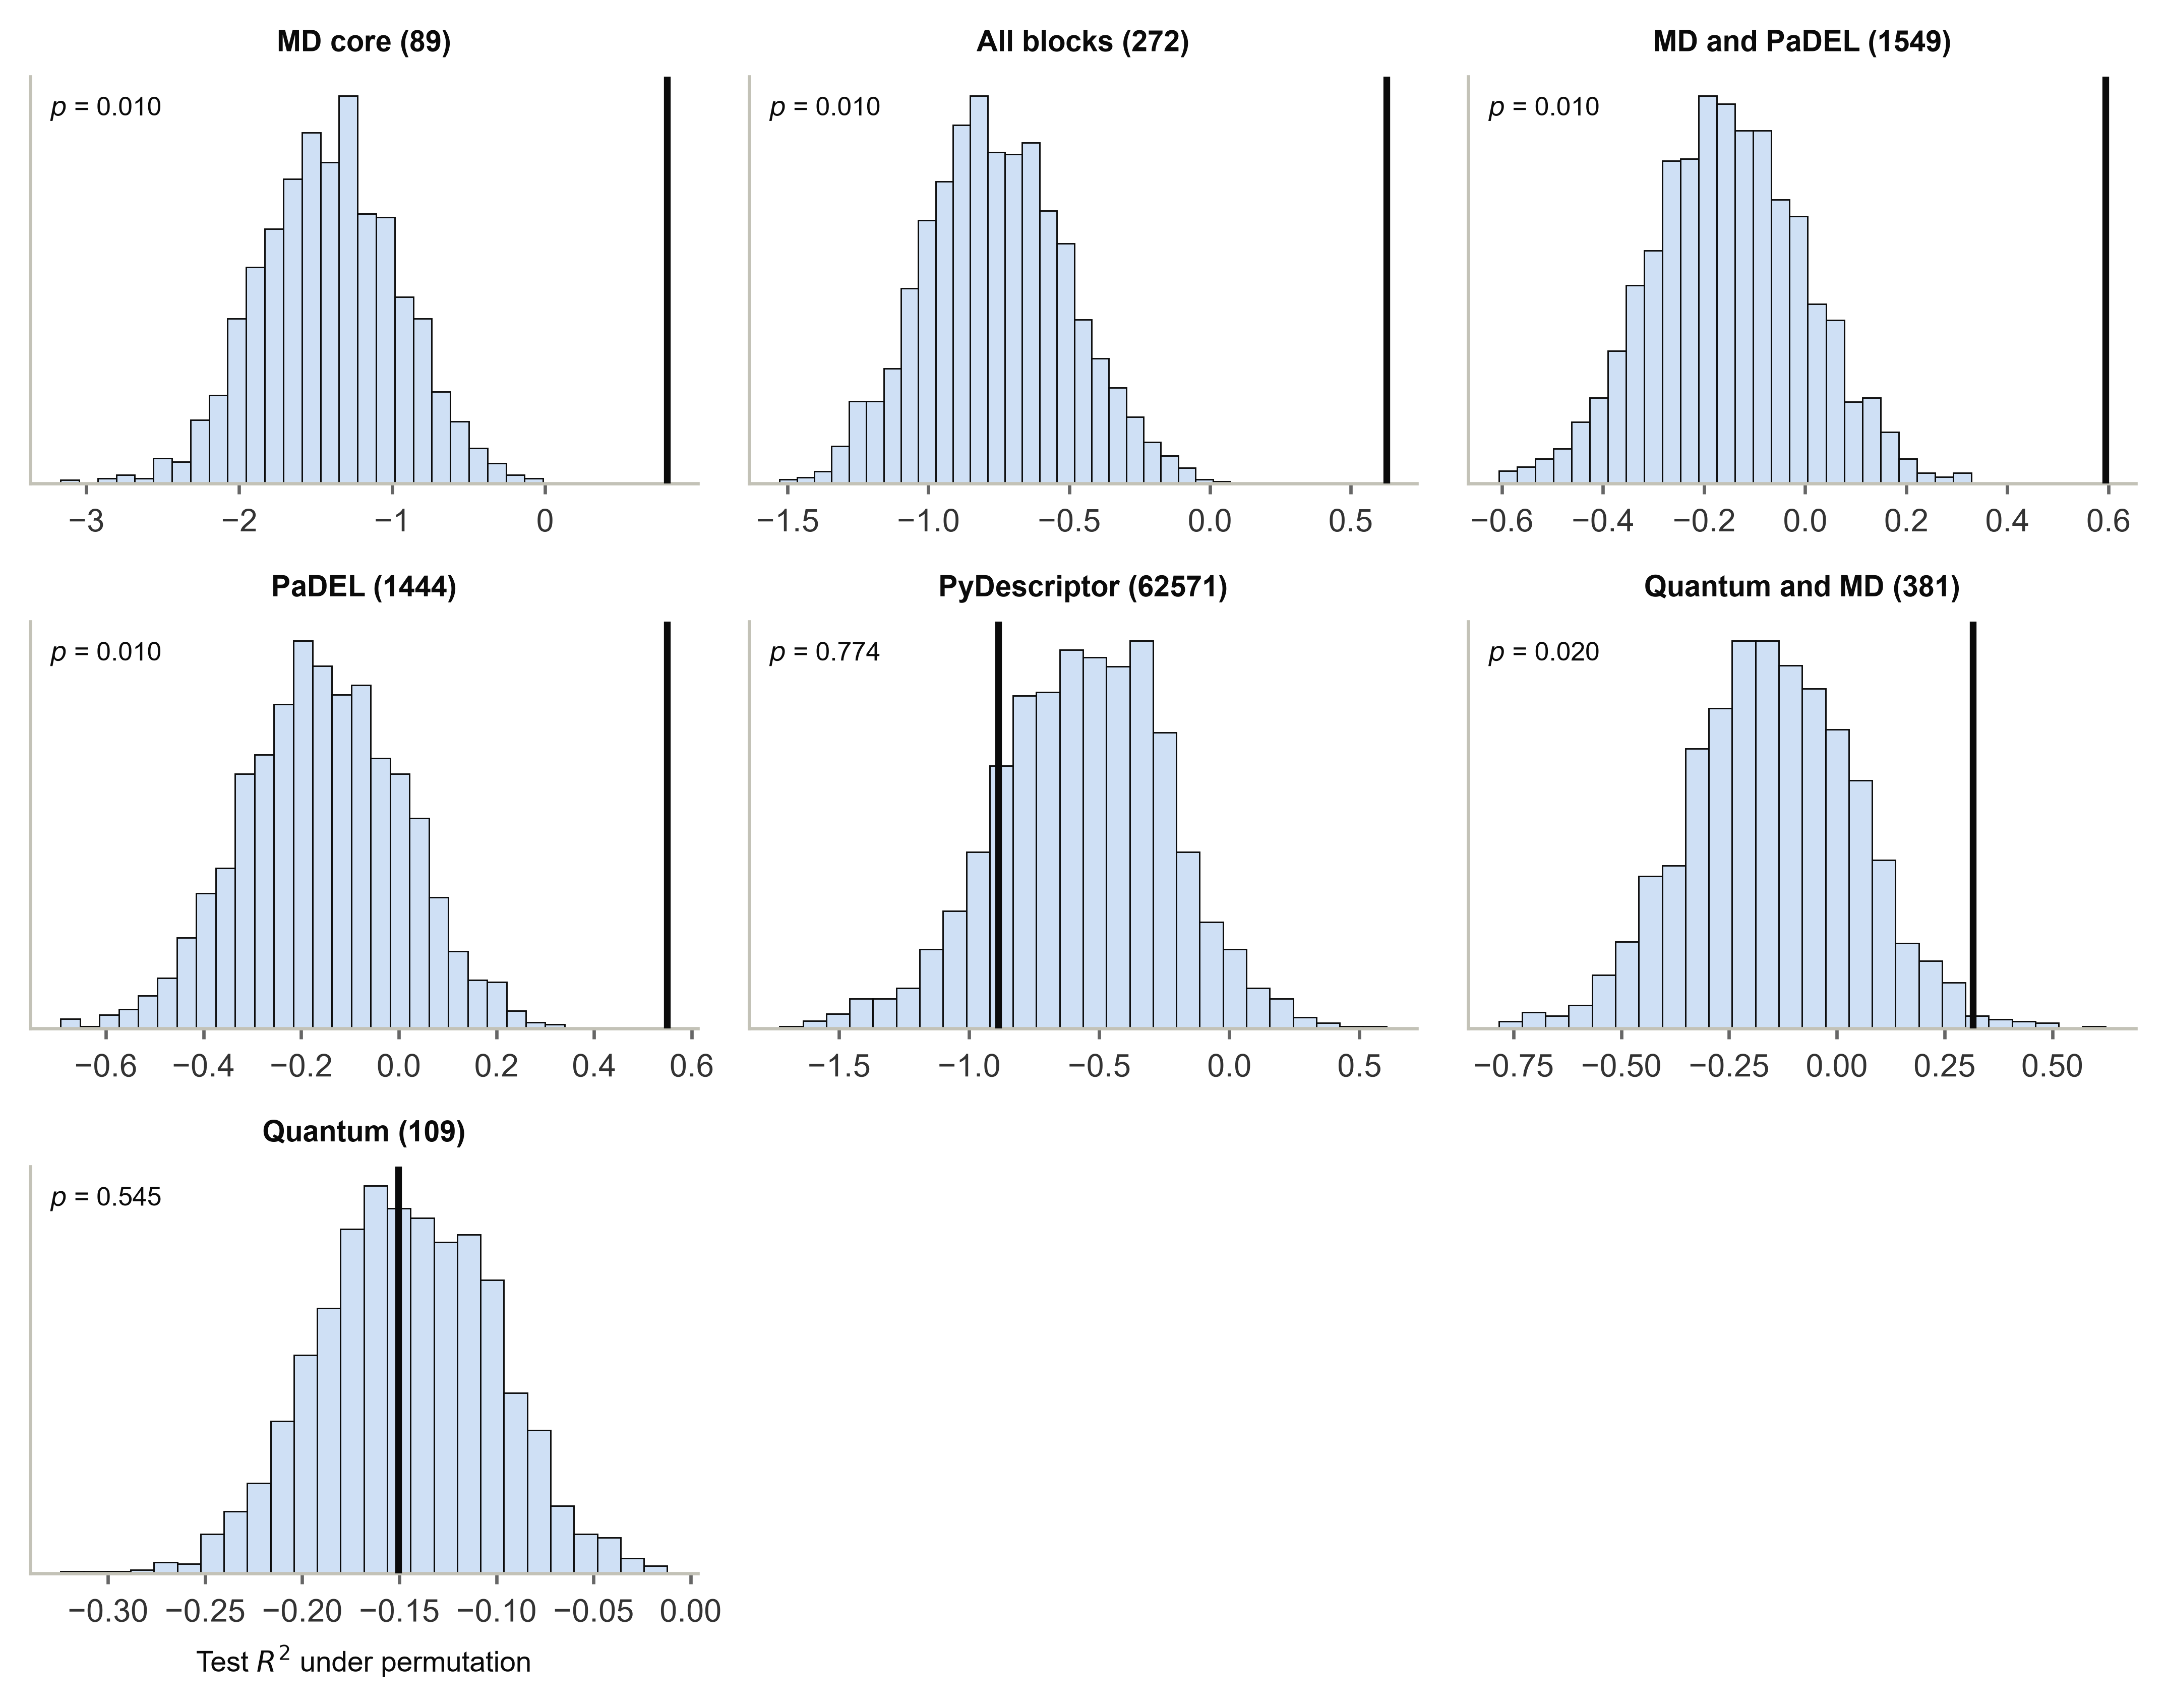 MD core (89)
p = 0.010
−3 −2 −1 0
All blocks (272)
p = 0.010
−1.5 −1.0 −0.5 0.0 0.5
MD and PaDEL (1549)
p = 0.010
−0.6 −0.4 −0.2 0.0 0.2 0.4 0.6
PaDEL (1444)
p = 0.010
−0.6 −0.4 −0.2 0.0 0.2 0.4 0.6
PyDescriptor (62571)
p = 0.774
−1.5 −1.0 −0.5 0.0 0.5
Quantum and MD (381)
p = 0.020
−0.75 −0.50 −0.25 0.00 0.25 0.50
Quantum (109)
p = 0.545
−0.30 −0.25 −0.20 −0.15 −0.10 −0.05 0.00
Test R² under permutation